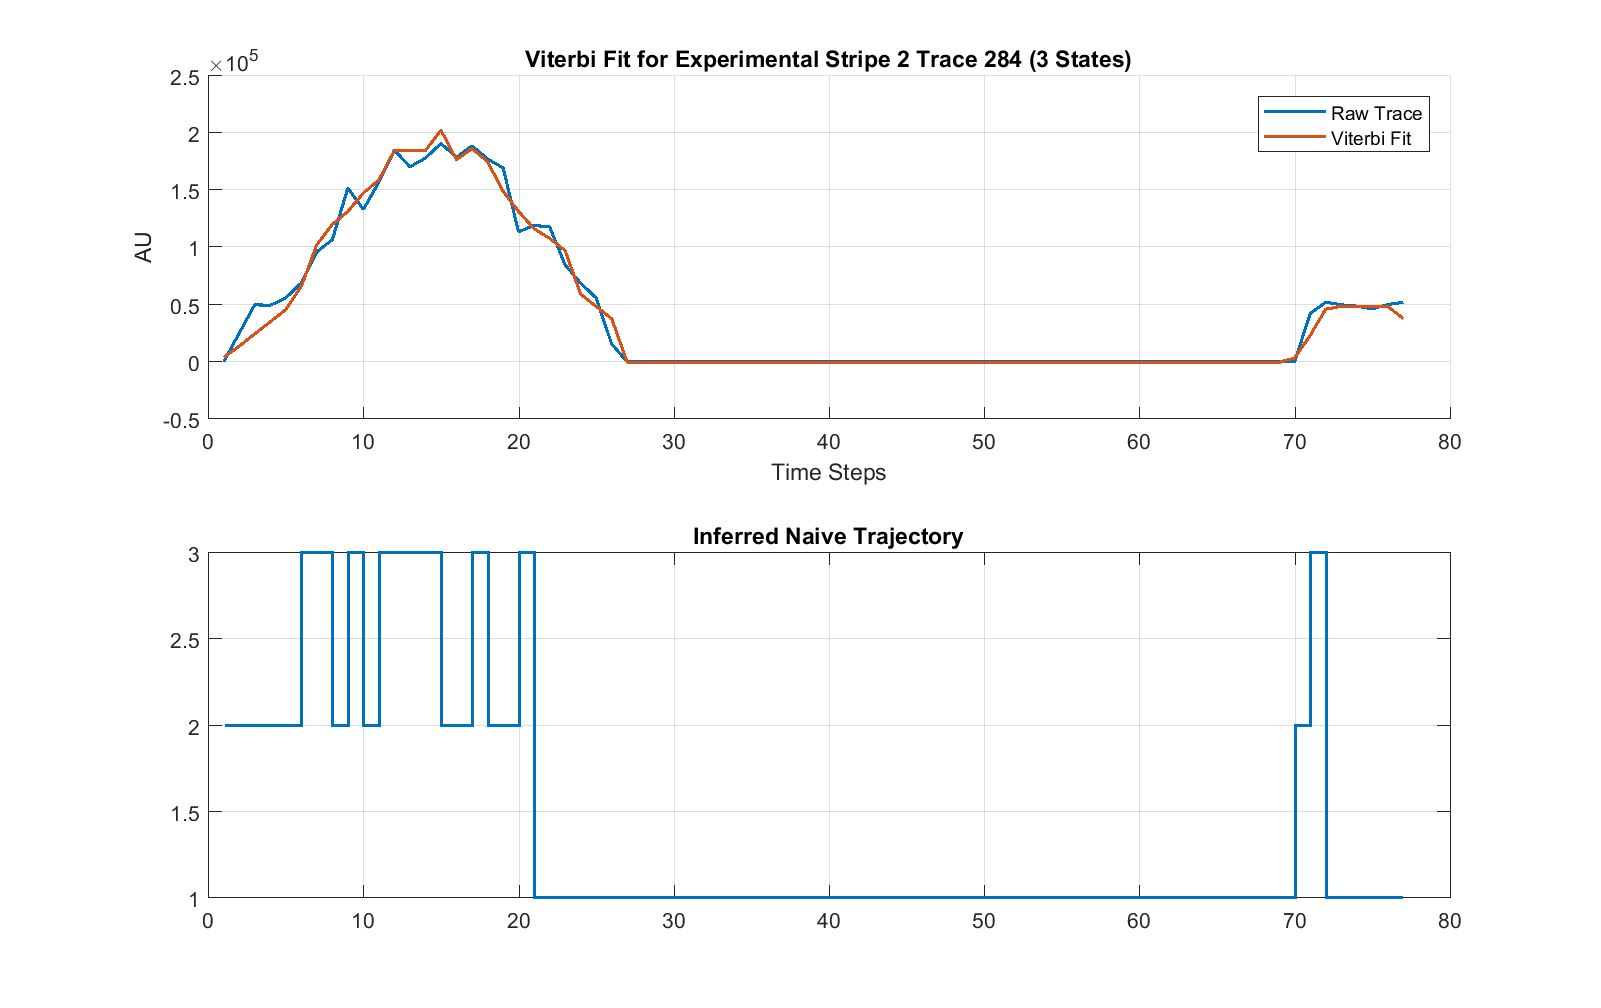 Viterbi Fit for Experimental Stripe 2 Trace 284 (3 States)
×10⁵
2.5
2
1.5
1
0.5
0
-0.5
AU
Raw Trace
Viterbi Fit
0 10 20 30 40 50 60 70 80
Time Steps
Inferred Naive Trajectory
3
2.5
2
1.5
1
0 10 20 30 40 50 60 70 80